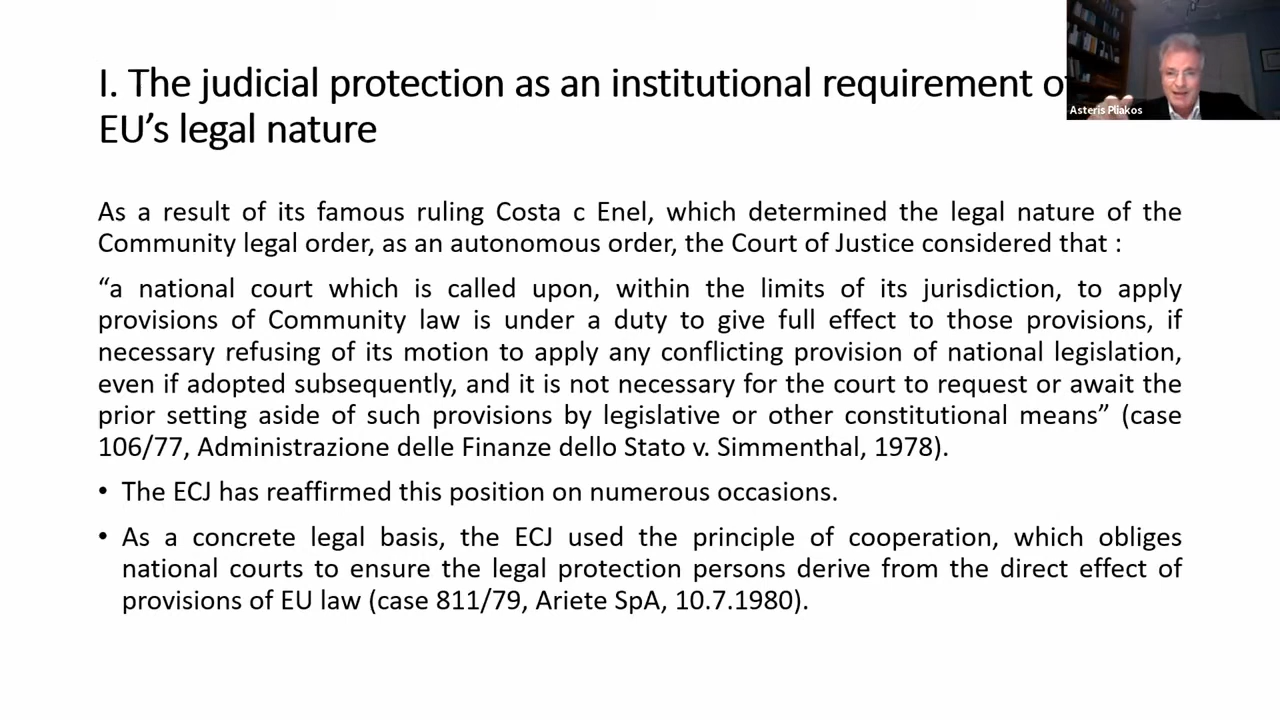 I. The judicial protection as an institutional requirement o
EU's legal nature
Asteris Pliakos
As a result of its famous ruling Costa c Enel, which determined the legal nature of the
Community legal order, as an autonomous order, the Court of Justice considered that :
“a national court which is called upon, within the limits of its jurisdiction, to apply
provisions of Community law is under a duty to give full effect to those provisions, if
necessary refusing of its motion to apply any conflicting provision of national legislation,
even if adopted subsequently, and it is not necessary for the court to request or await the
prior setting aside of such provisions by legislative or other constitutional means” (case
106/77, Administrazione delle Finanze dello Stato v. Simmenthal, 1978).
• The ECJ has reaffirmed this position on numerous occasions.
• As a concrete legal basis, the ECJ used the principle of cooperation, which obliges
national courts to ensure the legal protection persons derive from the direct effect of
provisions of EU law (case 811/79, Ariete SpA, 10.7.1980).